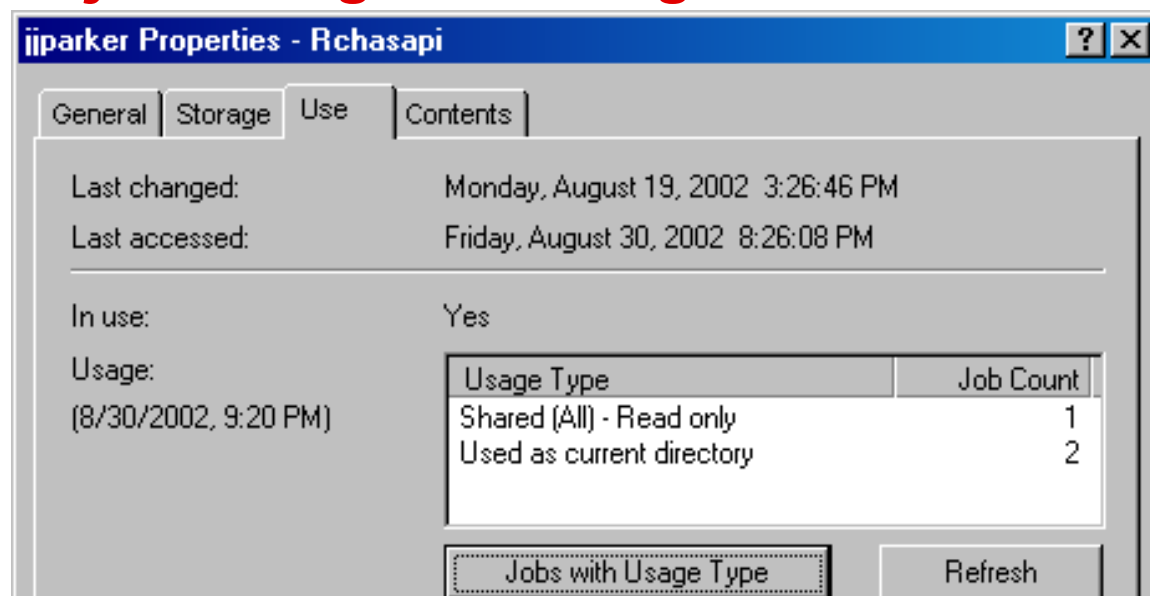 jjparker Properties - Rchasapi
General Storage Use Contents
Last changed: Monday, August 19, 2002 3:26:46 PM
Last accessed: Friday, August 30, 2002 8:26:08 PM
In use: Yes
Usage:
Usage Type Job Count
(8/30/2002, 9:20 PM)
Shared (All) - Read only 1
Used as current directory 2
Jobs with Usage Type Refresh